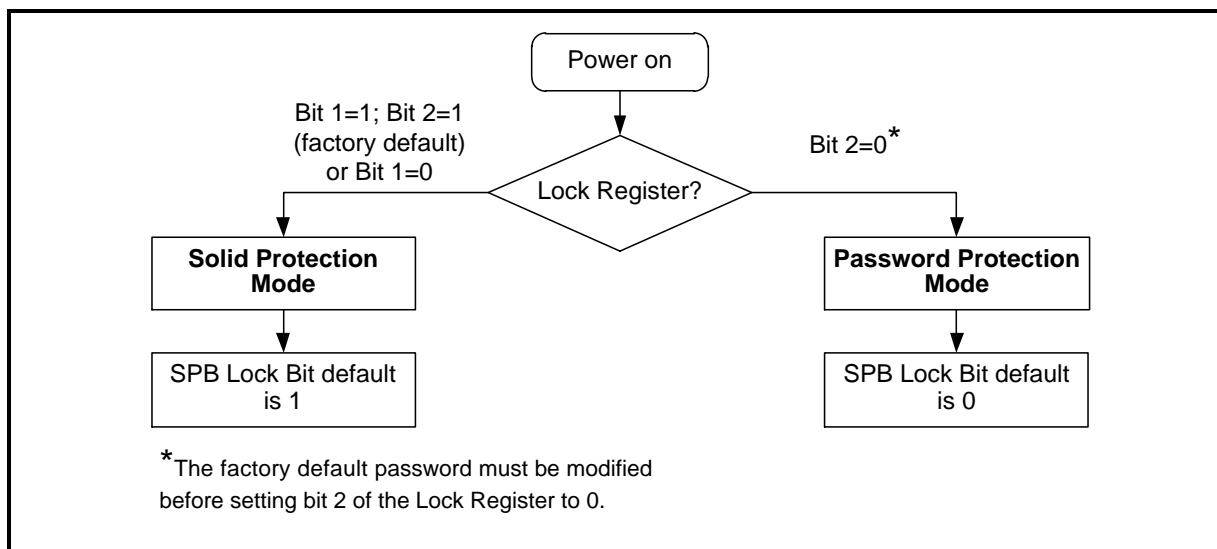 Power on
Bit 1=1; Bit 2=1
(factory default)
or Bit 1=0
Bit 2=0*
Lock Register?
Solid Protection
Mode
Password Protection
Mode
SPB Lock Bit default
is 1
SPB Lock Bit default
is 0
*The factory default password must be modified
before setting bit 2 of the Lock Register to 0.